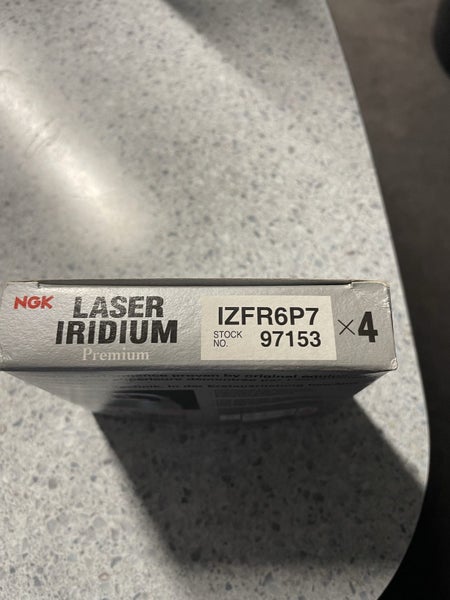 NGK
LASER
IRIDIUM
Premium
IZFR6P7
STOCK NO. 97153
×4